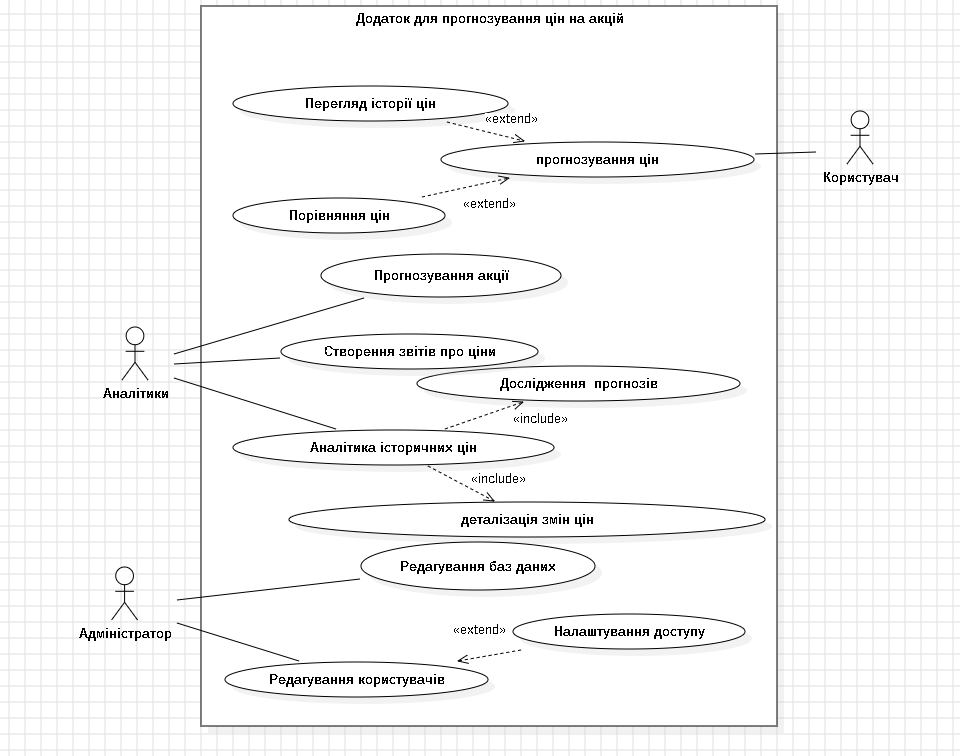 Додаток для прогнозування цін на акцій
Перегляд історії цін
«extend»
прогнозування цін
Користувач
«extend»
Порівняння цін
Прогнозування акції
Створення звітів про ціни
Дослідження прогнозів
Аналітики
«include»
Аналітика історичних цін
«include»
деталізація змін цін
Редагування баз даних
Адміністратор
«extend»
Налаштування доступу
Редагування користувачів